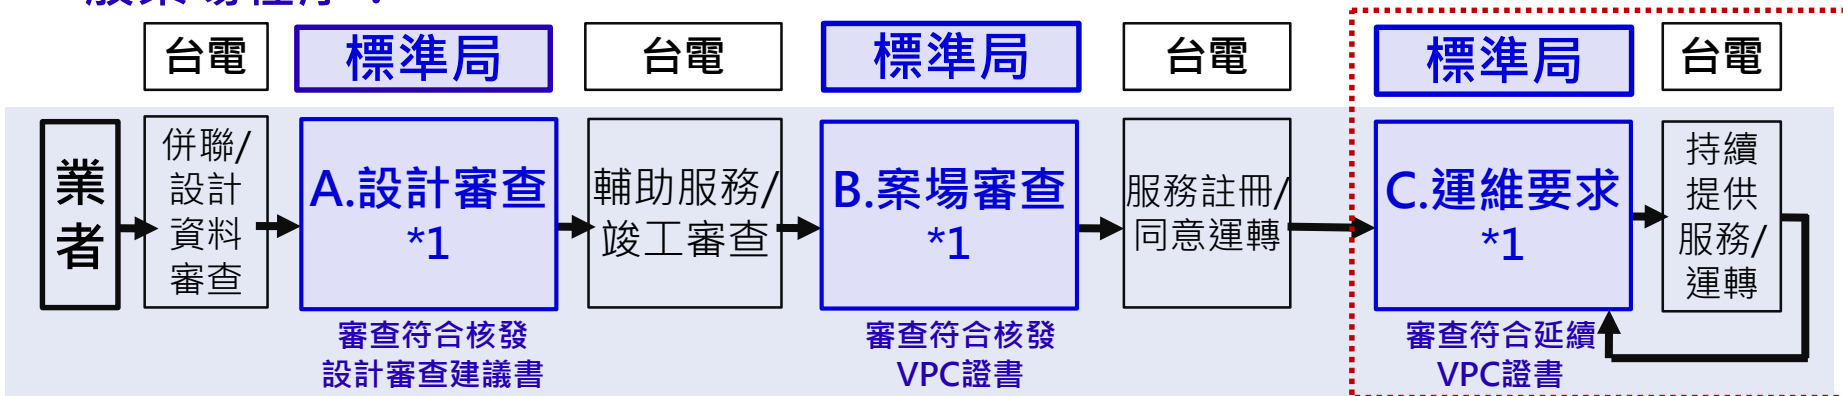 台電
標準局
台電
標準局
台電
標準局
台電
業
者
併聯/
設計
資料
審查
A.設計審查
*1
輔助服務/
竣工審查
B.案場審查
*1
服務註冊/
同意運轉
C.運維要求
*1
持續
提供
服務/
運轉
審查符合核發
設計審查建議書
審查符合核發
VPC證書
審查符合延續
VPC證書